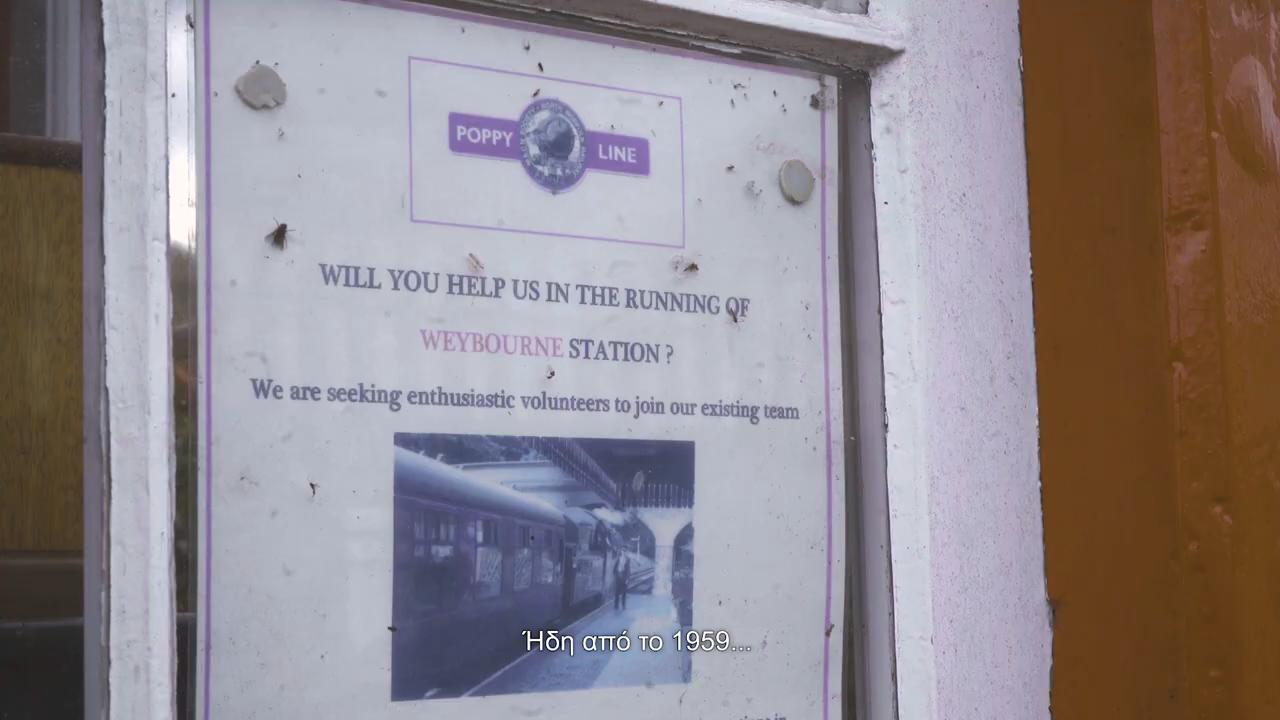 POPPY LINE
WILL YOU HELP US IN THE RUNNING OF
WEYBOURNE STATION ?
We are seeking enthusiastic volunteers to join our existing team
Ήδη από το 1959...